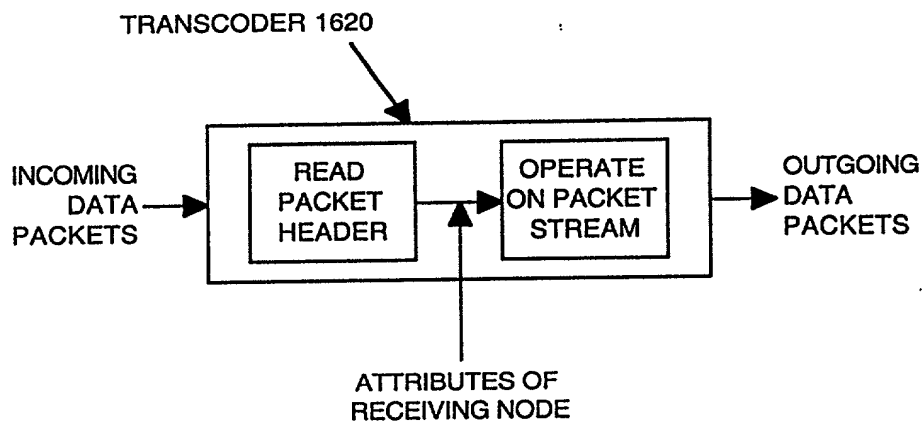 TRANSCODER 1620
INCOMING
DATA
PACKETS
READ
PACKET
HEADER
OPERATE
ON PACKET
STREAM
OUTGOING
DATA
PACKETS
ATTRIBUTES OF
RECEIVING NODE